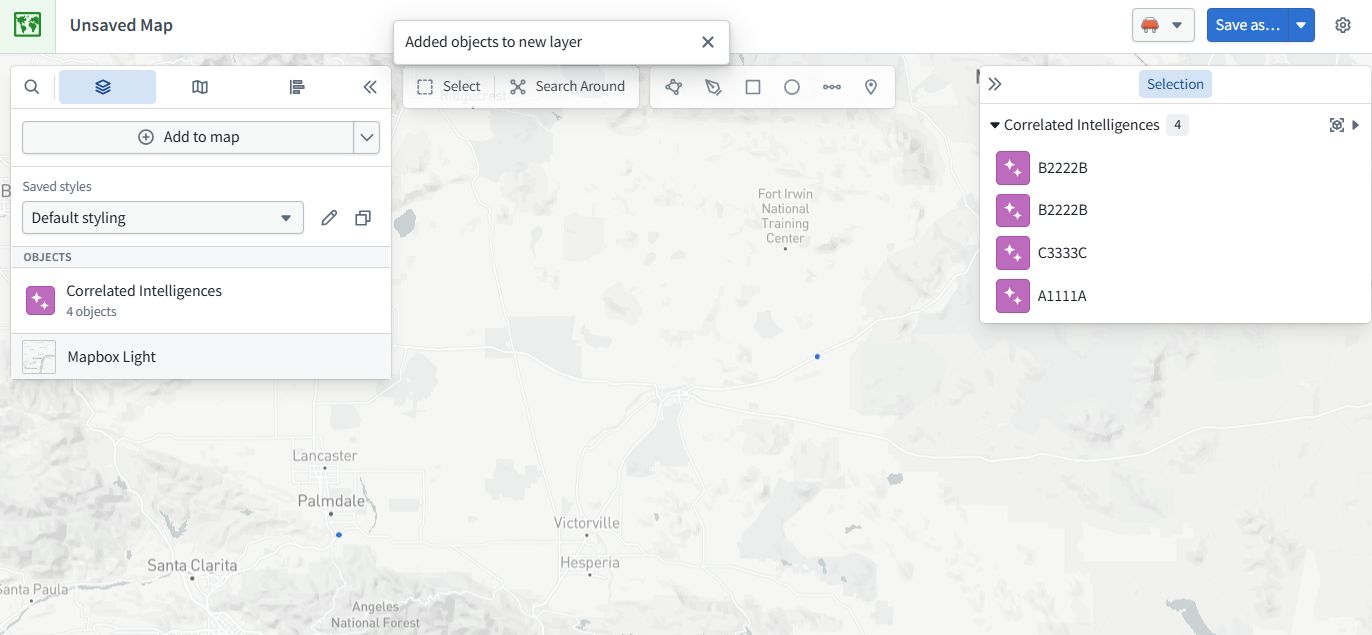 Unsaved Map
Added objects to new layer
Save as...
Select
Search Around
Ridgecrest
Selection
Add to map
Correlated Intelligences 4
B2222B
B2222B
C3333C
A1111A
Saved styles
Default styling
OBJECTS
Correlated Intelligences
4 objects
Mapbox Light
Fort Irwin
National
Training
Center
Lancaster
Palmdale
Victorville
Hesperia
Santa Clarita
Santa Paula
Angeles
National Forest